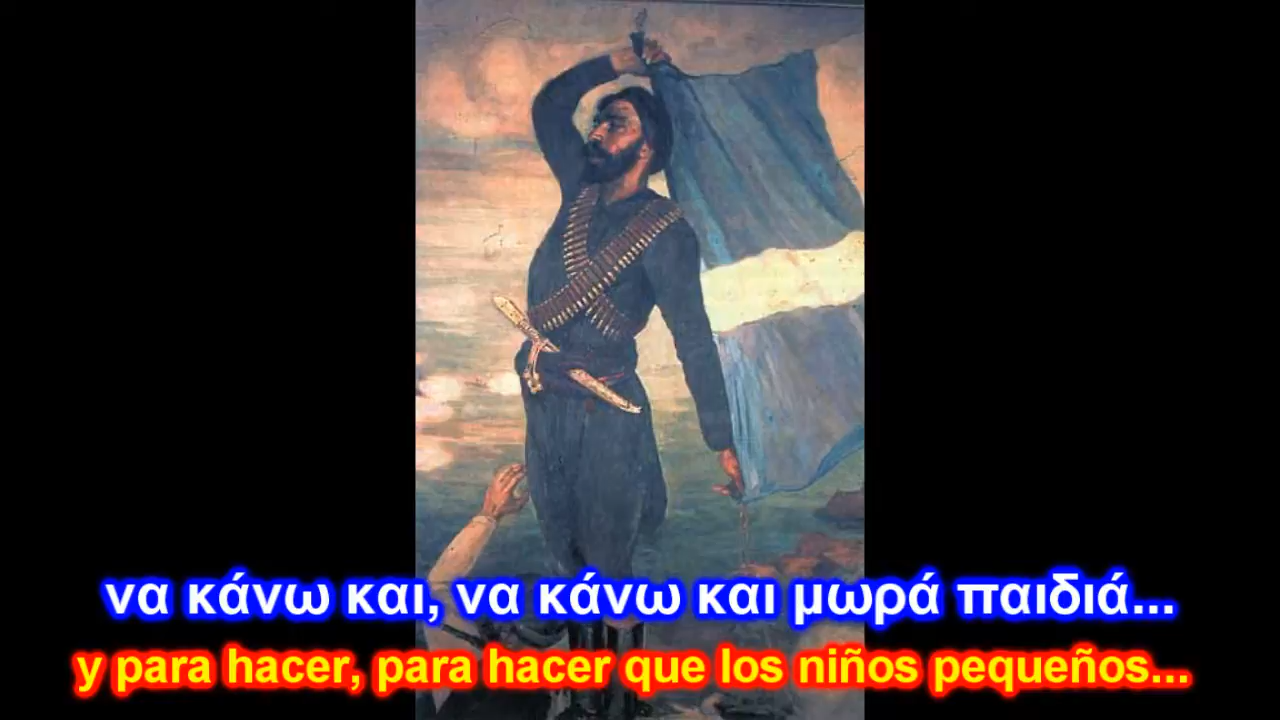 να κάνω και, να κάνω και μωρά παιδιά...
y para hacer, para hacer que los niños pequeños...